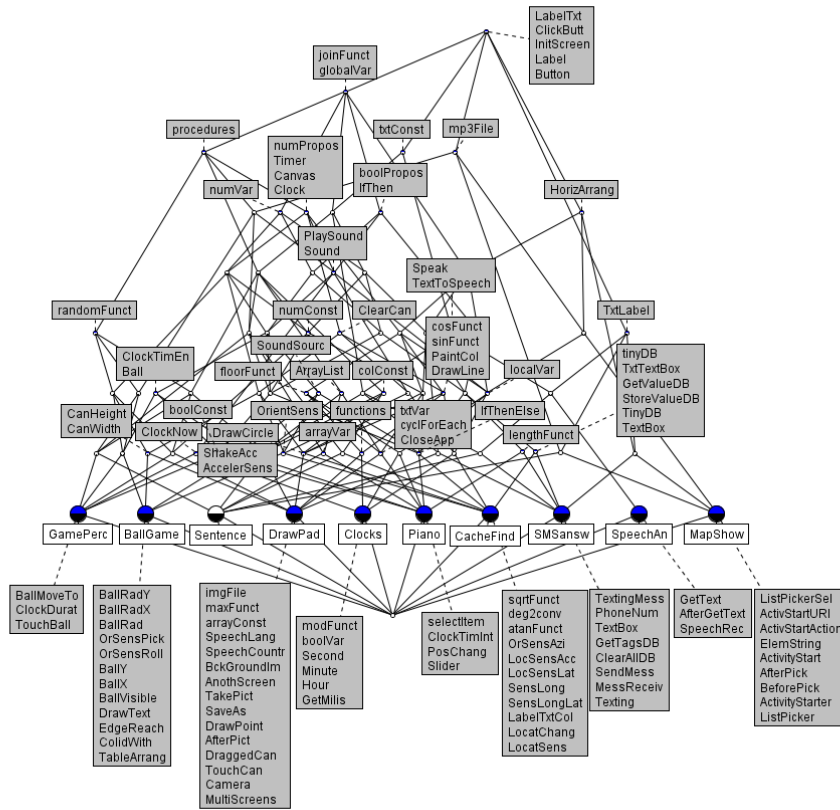 LabelTxt
ClickButt
InitScreen
Label
Button
joinFunct
globalVar
procedures
txtConst
mp3File
numPropos
Timer
Canvas
Clock
boolPropos
IfThen
numVar
HorizArrang
PlaySound
Sound
Speak
TextToSpeech
randomFunct
numConst
ClearCan
TxtLabel
cosFunct
sinFunct
PaintCol
DrawLine
SoundSourc
ClockTimEn
Ball
floorFunct
ArrayList
colConst
localVar
tinyDB
TxtTextBox
GetValueDB
StoreValueDB
TinyDB
TextBox
CanHeight
CanWidth
boolConst
OrientSens
functions
txtVar
cyclForEach
CloseApp
IfThenElse
ClockNow
DrawCircle
arrayVar
lengthFunct
ShakeAcc
AccelerSens
GamePerc
BallGame
Sentence
DrawPad
Clocks
Piano
CacheFind
SMSansw
SpeechAn
MapShow
BallMoveTo
ClockDurat
TouchBall
BallRadY
BallRadX
BallRad
OrSensPick
OrSensRoll
BallY
BallX
BallVisible
DrawText
EdgeReach
ColidWith
TableArrang
imgFile
maxFunct
arrayConst
SpeechLang
SpeechCountr
BckGroundIm
AnothScreen
TakePict
SaveAs
DrawPoint
AfterPict
DraggedCan
TouchCan
Camera
MultiScreens
modFunct
boolVar
Second
Minute
Hour
GetMilis
selectItem
ClockTimInt
PosChang
Slider
sqrtFunct
deg2conv
atanFunct
OrSensAzi
LocSensAcc
LocSensLat
SensLong
SensLongLat
LabelTxtCol
LocatChang
LocatSens
TextingMess
PhoneNum
TextBox
GetTagsDB
ClearAllDB
SendMess
MessReceiv
Texting
GetText
AfterGetText
SpeechRec
ListPickerSel
ActivStartURI
ActivStartAction
ElemString
ActivityStart
AfterPick
BeforePick
ActivityStarter
ListPicker